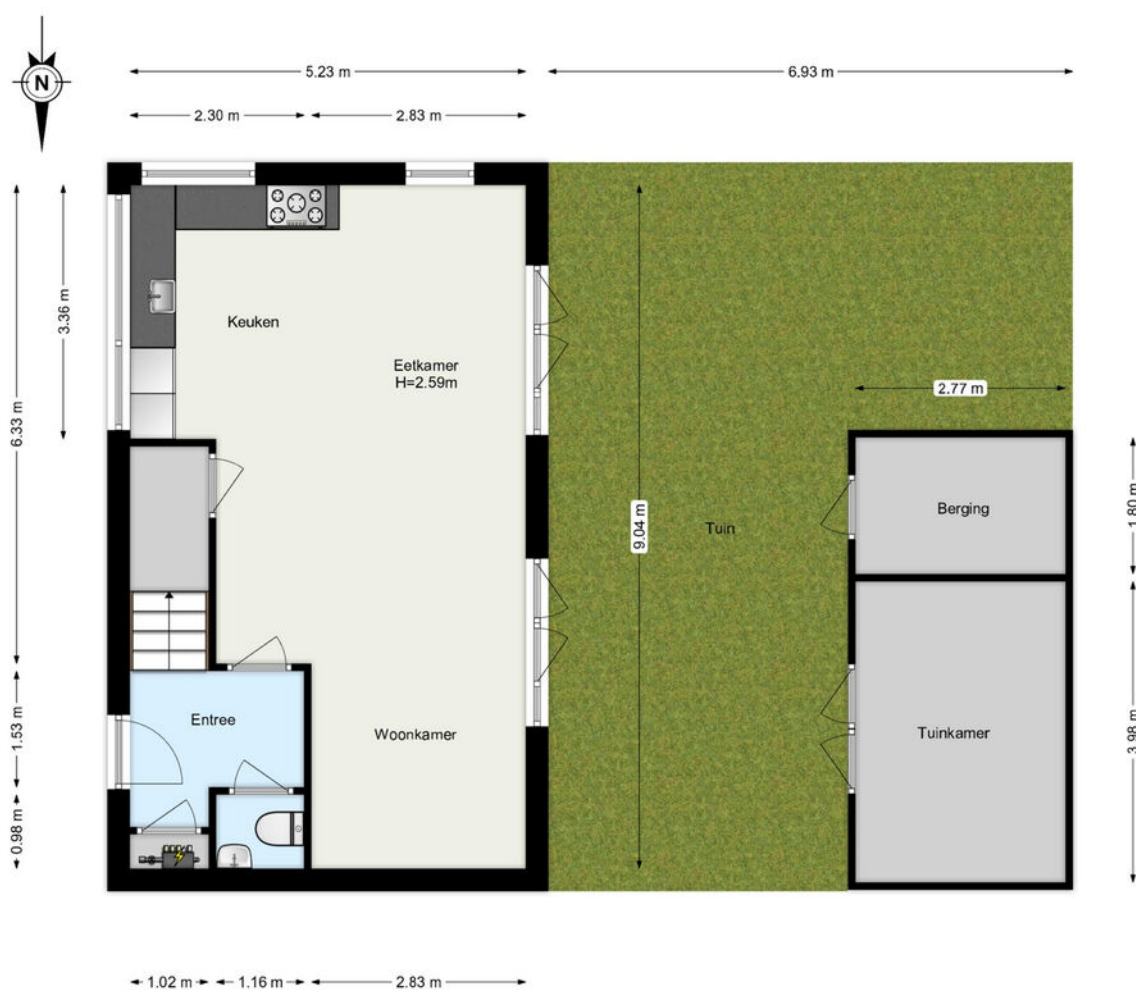 N
5.23 m
6.93 m
2.30 m
2.83 m
3.36 m
6.33 m
Keuken
Eetkamer
H=2.59m
2.77 m
9.04 m
Tuin
Berging
1.80 m
Entree
Woonkamer
Tuinkamer
1.53 m
3.98 m
0.98 m
1.02 m
1.16 m
2.83 m